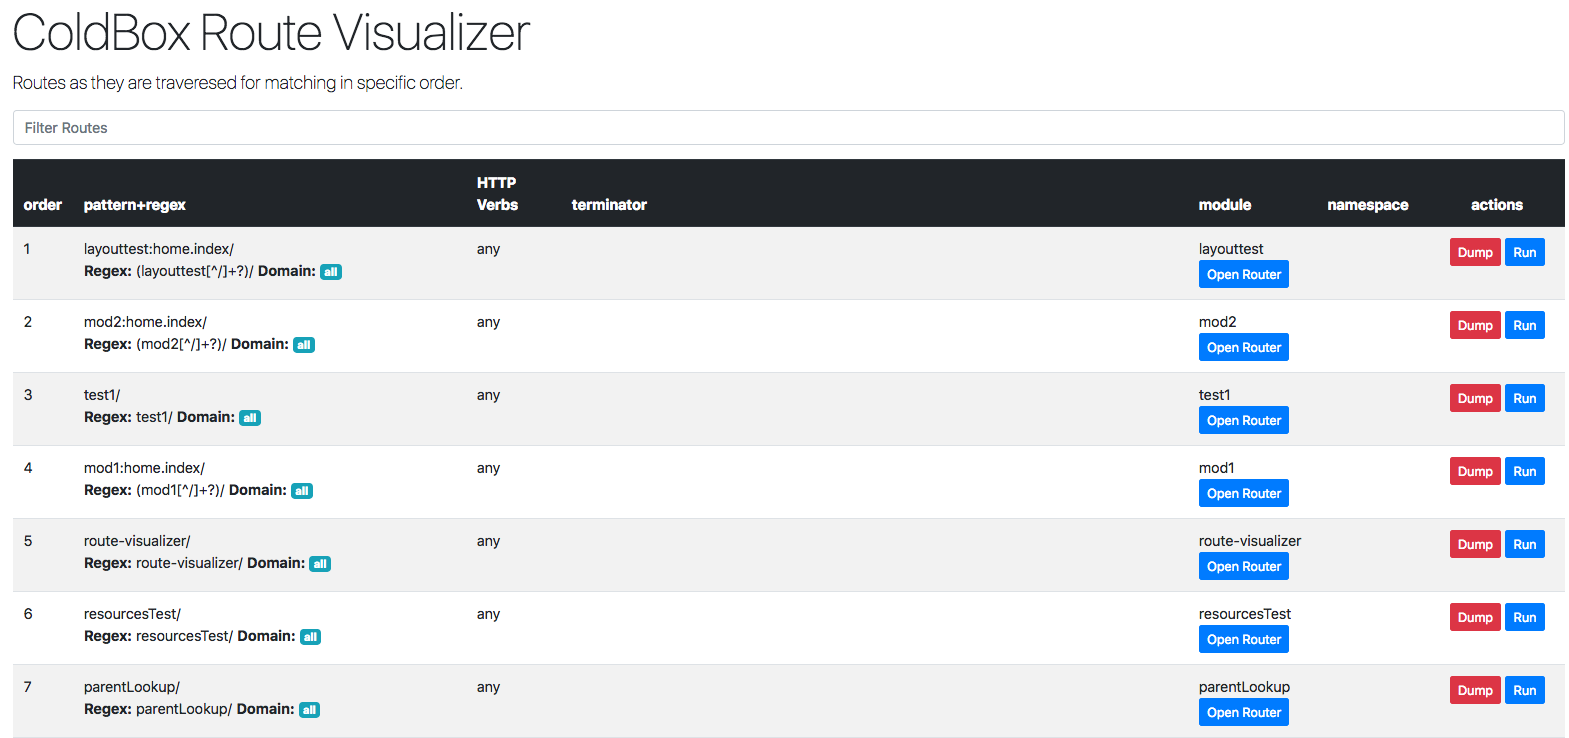 ColdBox Route Visualizer
Routes as they are traveresed for matching in specific order.
Filter Routes
order pattern+regex HTTP Verbs terminator module namespace actions
1 layouttest:home.index/ any layouttest Dump Run
Regex: (layouttest[^/]+?)/ Domain: all Open Router
2 mod2:home.index/ any mod2 Dump Run
Regex: (mod2[^/]+?)/ Domain: all Open Router
3 test1/ any test1 Dump Run
Regex: test1/ Domain: all Open Router
4 mod1:home.index/ any mod1 Dump Run
Regex: (mod1[^/]+?)/ Domain: all Open Router
5 route-visualizer/ any route-visualizer Dump Run
Regex: route-visualizer/ Domain: all Open Router
6 resourcesTest/ any resourcesTest Dump Run
Regex: resourcesTest/ Domain: all Open Router
7 parentLookup/ any parentLookup Dump Run
Regex: parentLookup/ Domain: all Open Router